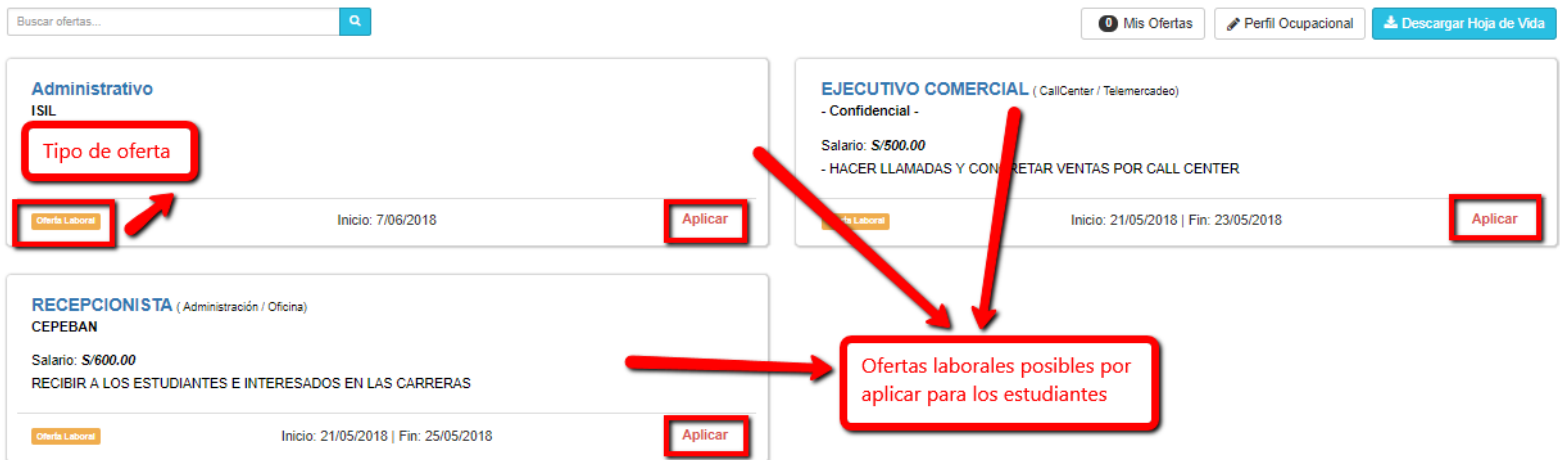 Buscar ofertas...
0 Mis Ofertas
Perfil Ocupacional
Descargar Hoja de Vida
Administrativo
ISIL
Tipo de oferta
Oferta Laboral
Inicio: 7/06/2018
Aplicar
EJECUTIVO COMERCIAL ( CallCenter / Telemercadeo)
- Confidencial -
Salario: S/500.00
- HACER LLAMADAS Y CONCRETAR VENTAS POR CALL CENTER
Oferta Laboral
Inicio: 21/05/2018 | Fin: 23/05/2018
Aplicar
RECEPCIONISTA ( Administración / Oficina)
CEPEBAN
Salario: S/600.00
RECIBIR A LOS ESTUDIANTES E INTERESADOS EN LAS CARRERAS
Oferta Laboral
Inicio: 21/05/2018 | Fin: 25/05/2018
Aplicar
Ofertas laborales posibles por
aplicar para los estudiantes